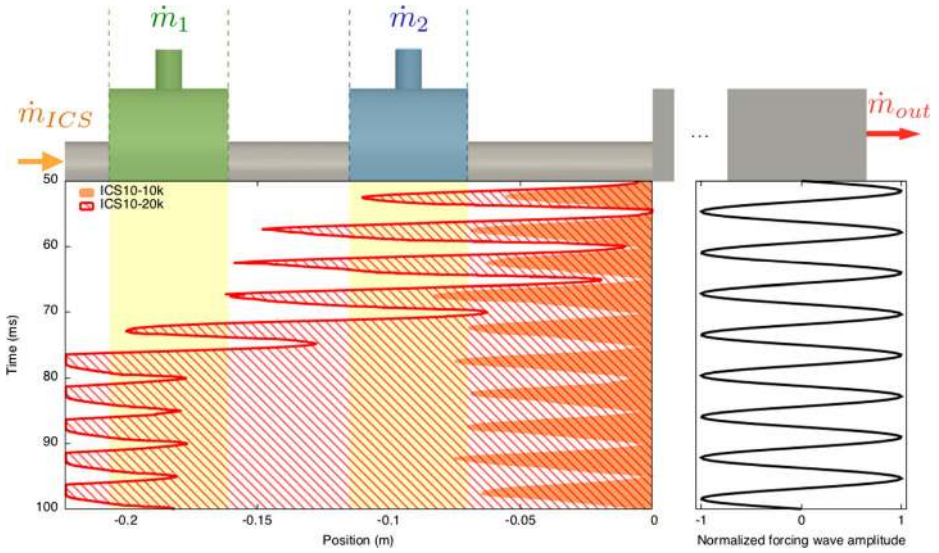 ṁ1
ṁ2
ṁICS
ṁout
...
ICS10-10k
ICS10-20k
50
60
70
80
90
100
Time (ms)
-0.2
-0.15
-0.1
-0.05
0
Position (m)
-1
0
1
Normalized forcing wave amplitude